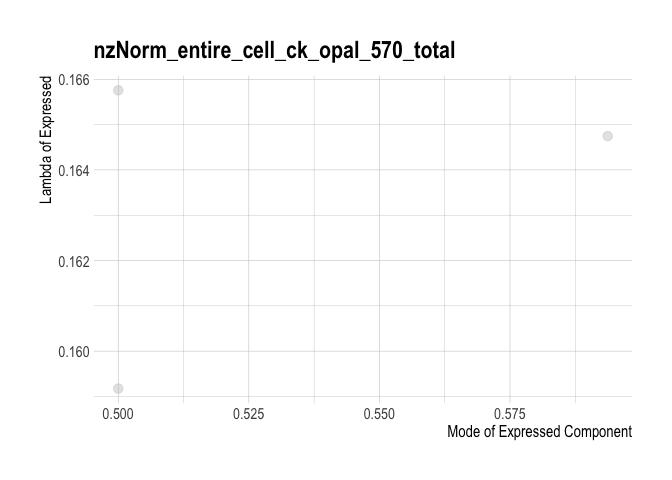 nzNorm_entire_cell_ck_opal_570_total
Lambda of Expressed
0.166
0.164
0.162
0.160
0.500 0.525 0.550 0.575
Mode of Expressed Component